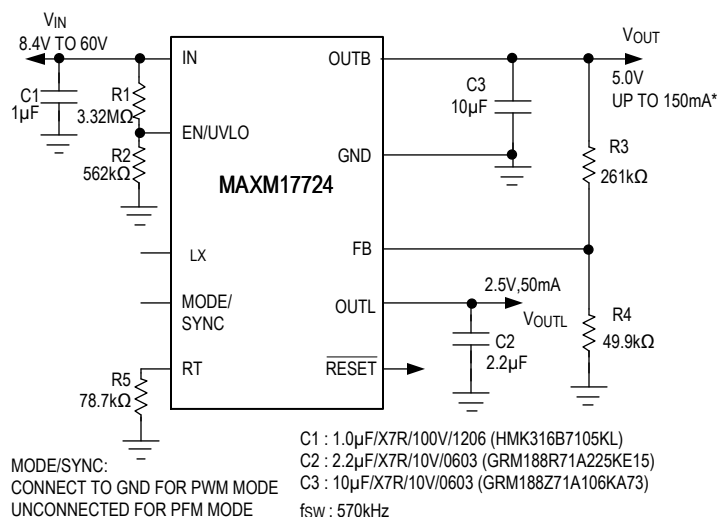 VIN
8.4V TO 60V
C1
1µF
R1
3.32MΩ
R2
562kΩ
IN
EN/UVLO
LX
MODE/
SYNC
RT
R5
78.7kΩ
MAXM17724
OUTB
GND
FB
OUTL
RESET
C3
10µF
VOUT
5.0V
UP TO 150mA*
R3
261kΩ
R4
49.9kΩ
2.5V,50mA
VOUTL
C2
2.2µF
MODE/SYNC:
CONNECT TO GND FOR PWM MODE
UNCONNECTED FOR PFM MODE
C1 : 1.0µF/X7R/100V/1206 (HMK316B7105KL)
C2 : 2.2µF/X7R/10V/0603 (GRM188R71A225KE15)
C3 : 10µF/X7R/10V/0603 (GRM188Z71A106KA73)
fSW : 570kHz